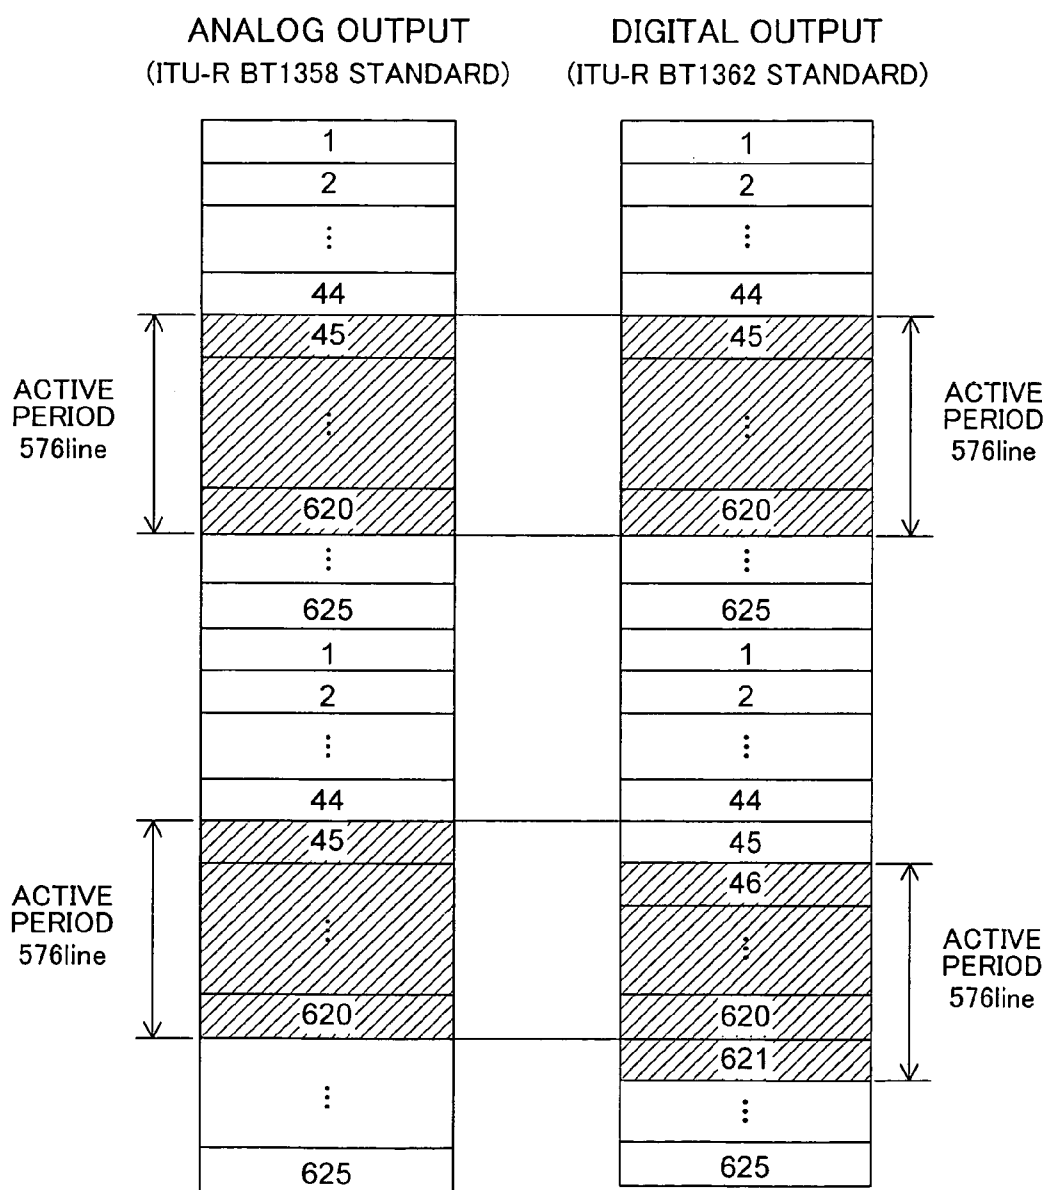 ANALOG OUTPUT
(ITU-R BT1358 STANDARD)
1
2
⋮
44
45
⋮
620
⋮
625
1
2
⋮
44
45
⋮
620
⋮
625
ACTIVE
PERIOD
576line
ACTIVE
PERIOD
576line
DIGITAL OUTPUT
(ITU-R BT1362 STANDARD)
1
2
⋮
44
45
⋮
620
⋮
625
1
2
⋮
44
45
46
⋮
620
621
⋮
625
ACTIVE
PERIOD
576line
ACTIVE
PERIOD
576line